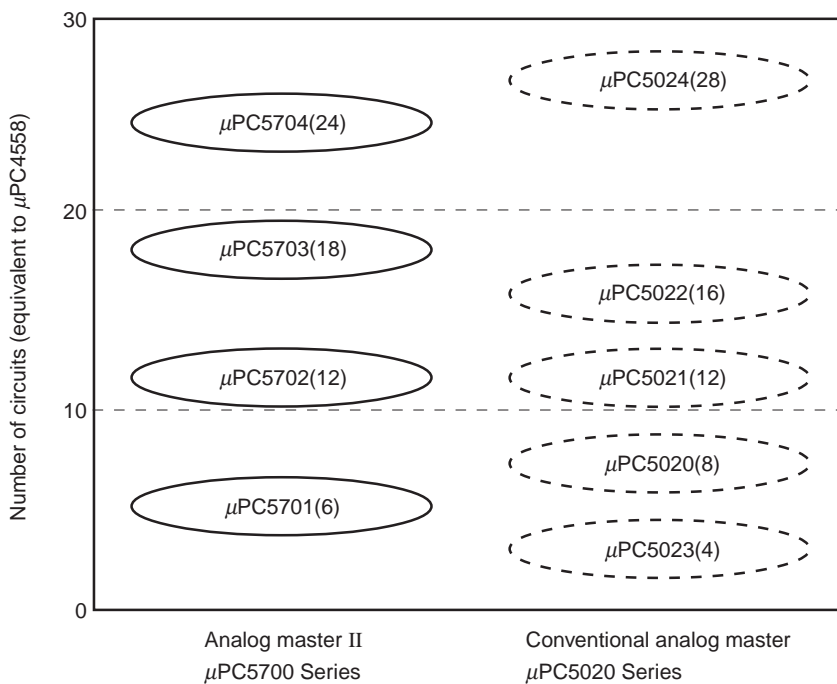 Number of circuits (equivalent to µPC4558)
30
20
10
0
µPC5704(24)
µPC5703(18)
µPC5702(12)
µPC5701(6)
µPC5024(28)
µPC5022(16)
µPC5021(12)
µPC5020(8)
µPC5023(4)
Analog master II
µPC5700 Series
Conventional analog master
µPC5020 Series